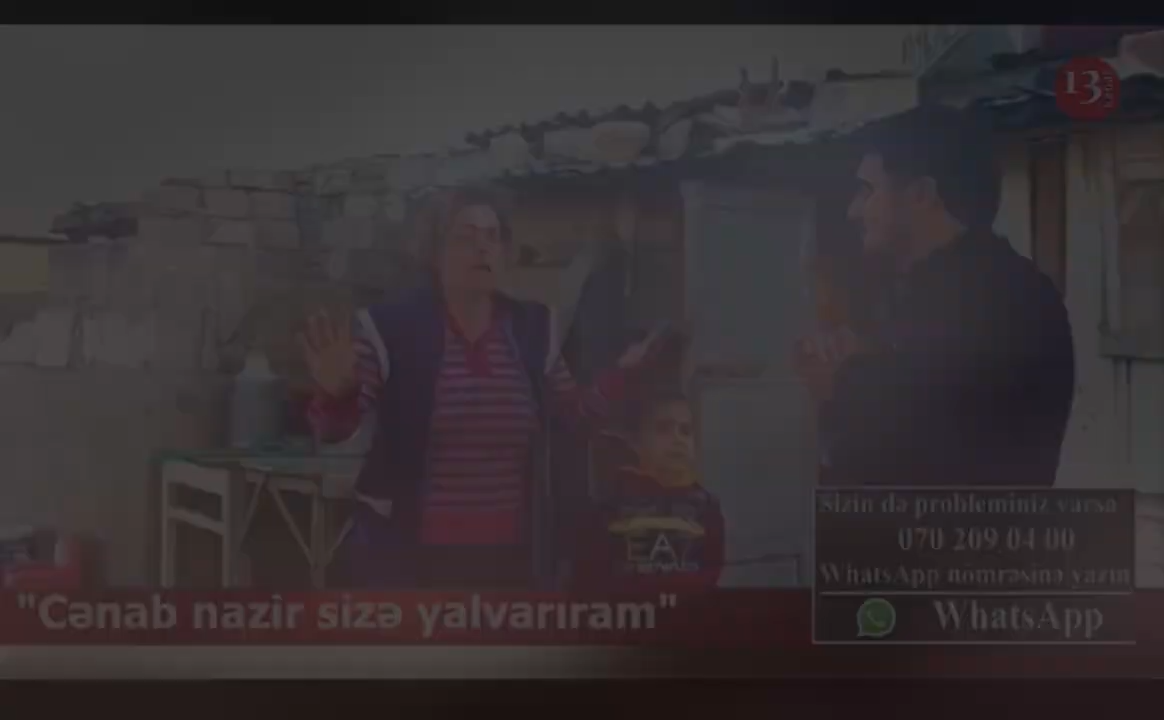 13
"Cənab nazir sizə yalvarıram"
Sizin də probleminiz varsa
070 209 04 00
WhatsApp nömrəsinə yazın
WhatsApp